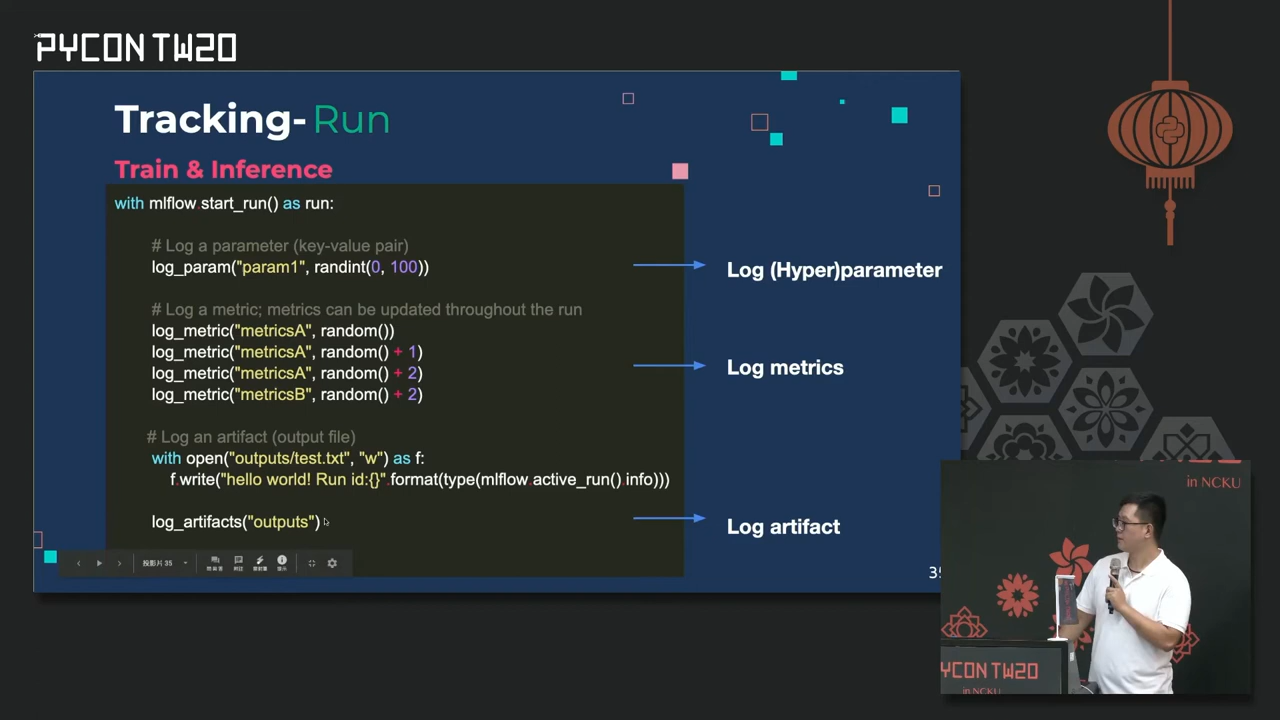 PYCON TW20
Tracking- Run
Train & Inference
with mlflow.start_run() as run:
# Log a parameter (key-value pair)
log_param("param1", randint(0, 100))
Log (Hyper)parameter
# Log a metric; metrics can be updated throughout the run
log_metric("metricsA", random())
log_metric("metricsA", random() + 1)
log_metric("metricsA", random() + 2)
log_metric("metricsB", random() + 2)
Log metrics
# Log an artifact (output file)
with open("outputs/test.txt", "w") as f:
f.write("hello world! Run id:{}".format(type(mlflow.active_run().info)))
log_artifacts("outputs")
Log artifact
投影片 35
35
in NCKU
PYCON TW20
in NCKU